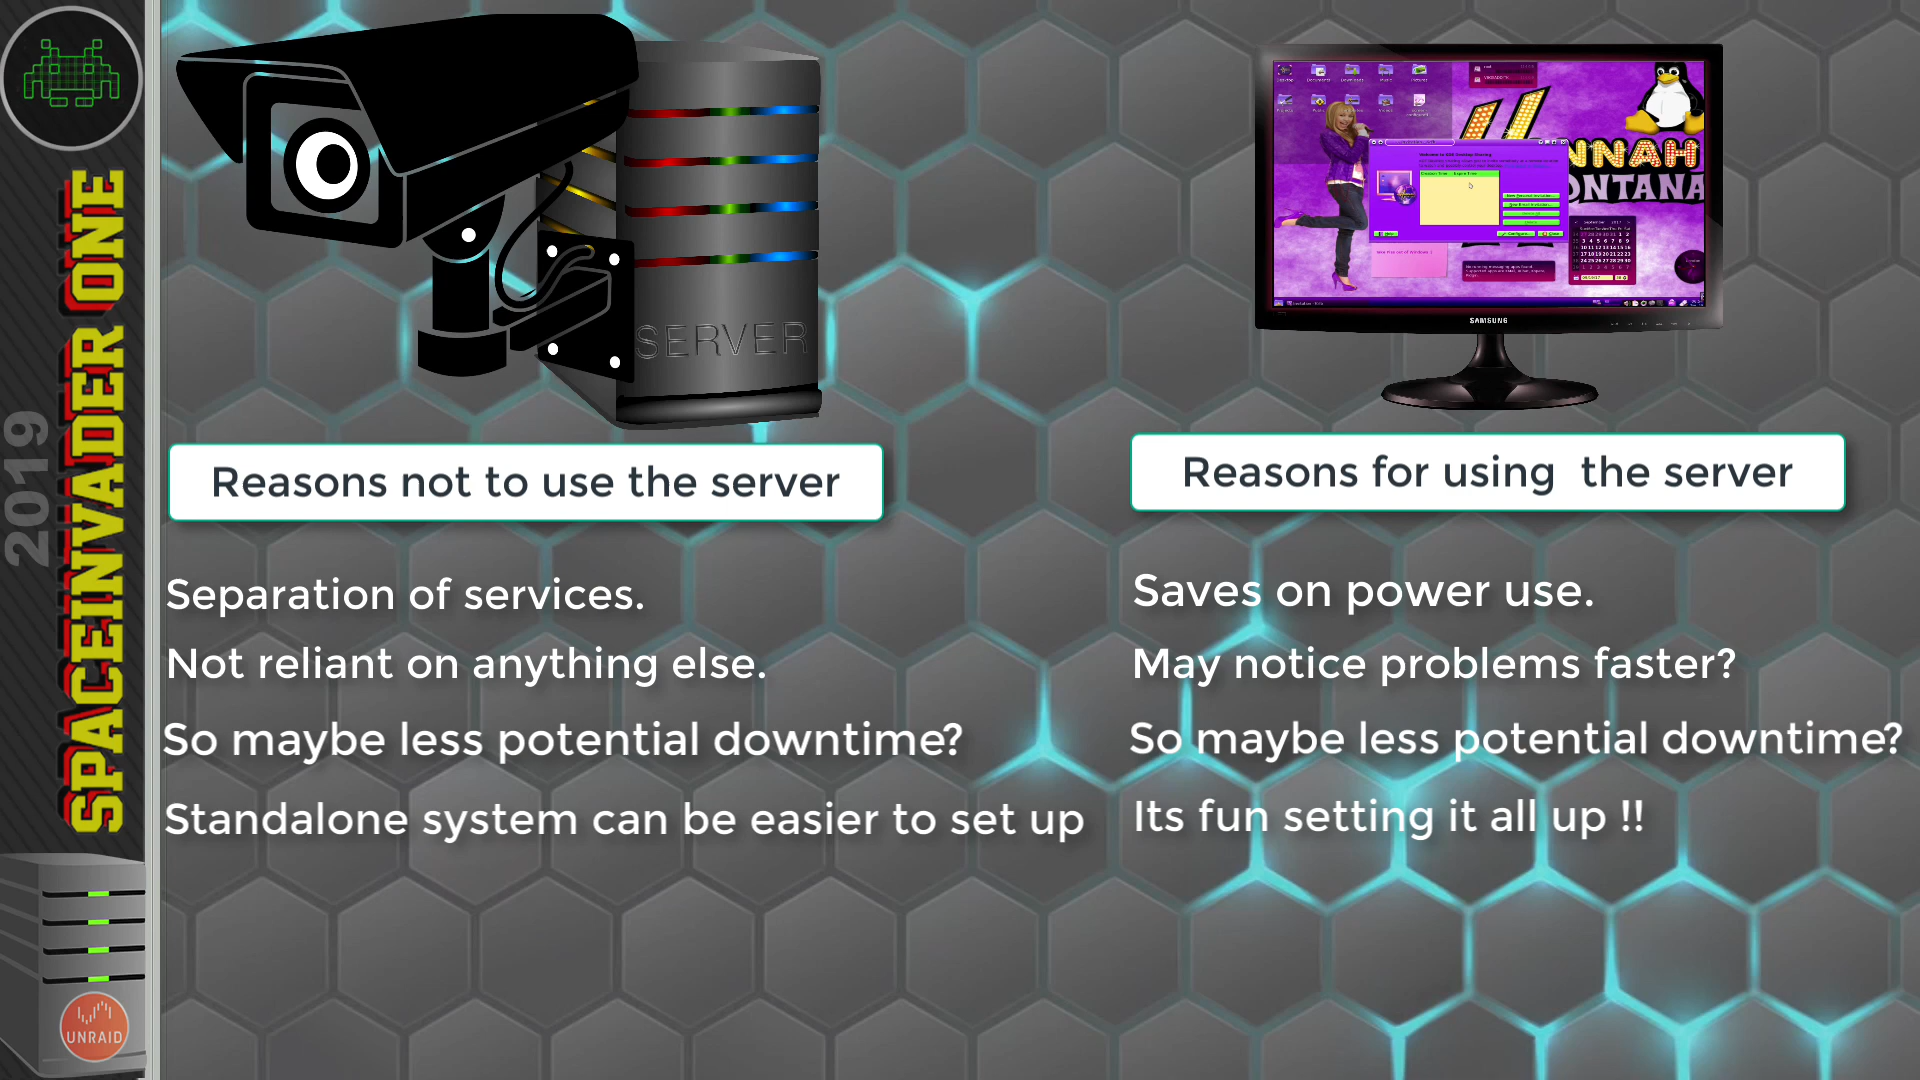 2019
SPACEINVADER ONE
UNRAID
SERVER
NNAH
ONTANA
SAMSUNG
Reasons not to use the server
Separation of services.
Not reliant on anything else.
So maybe less potential downtime?
Standalone system can be easier to set up
Reasons for using  the server
Saves on power use.
May notice problems faster?
So maybe less potential downtime?
Its fun setting it all up !!